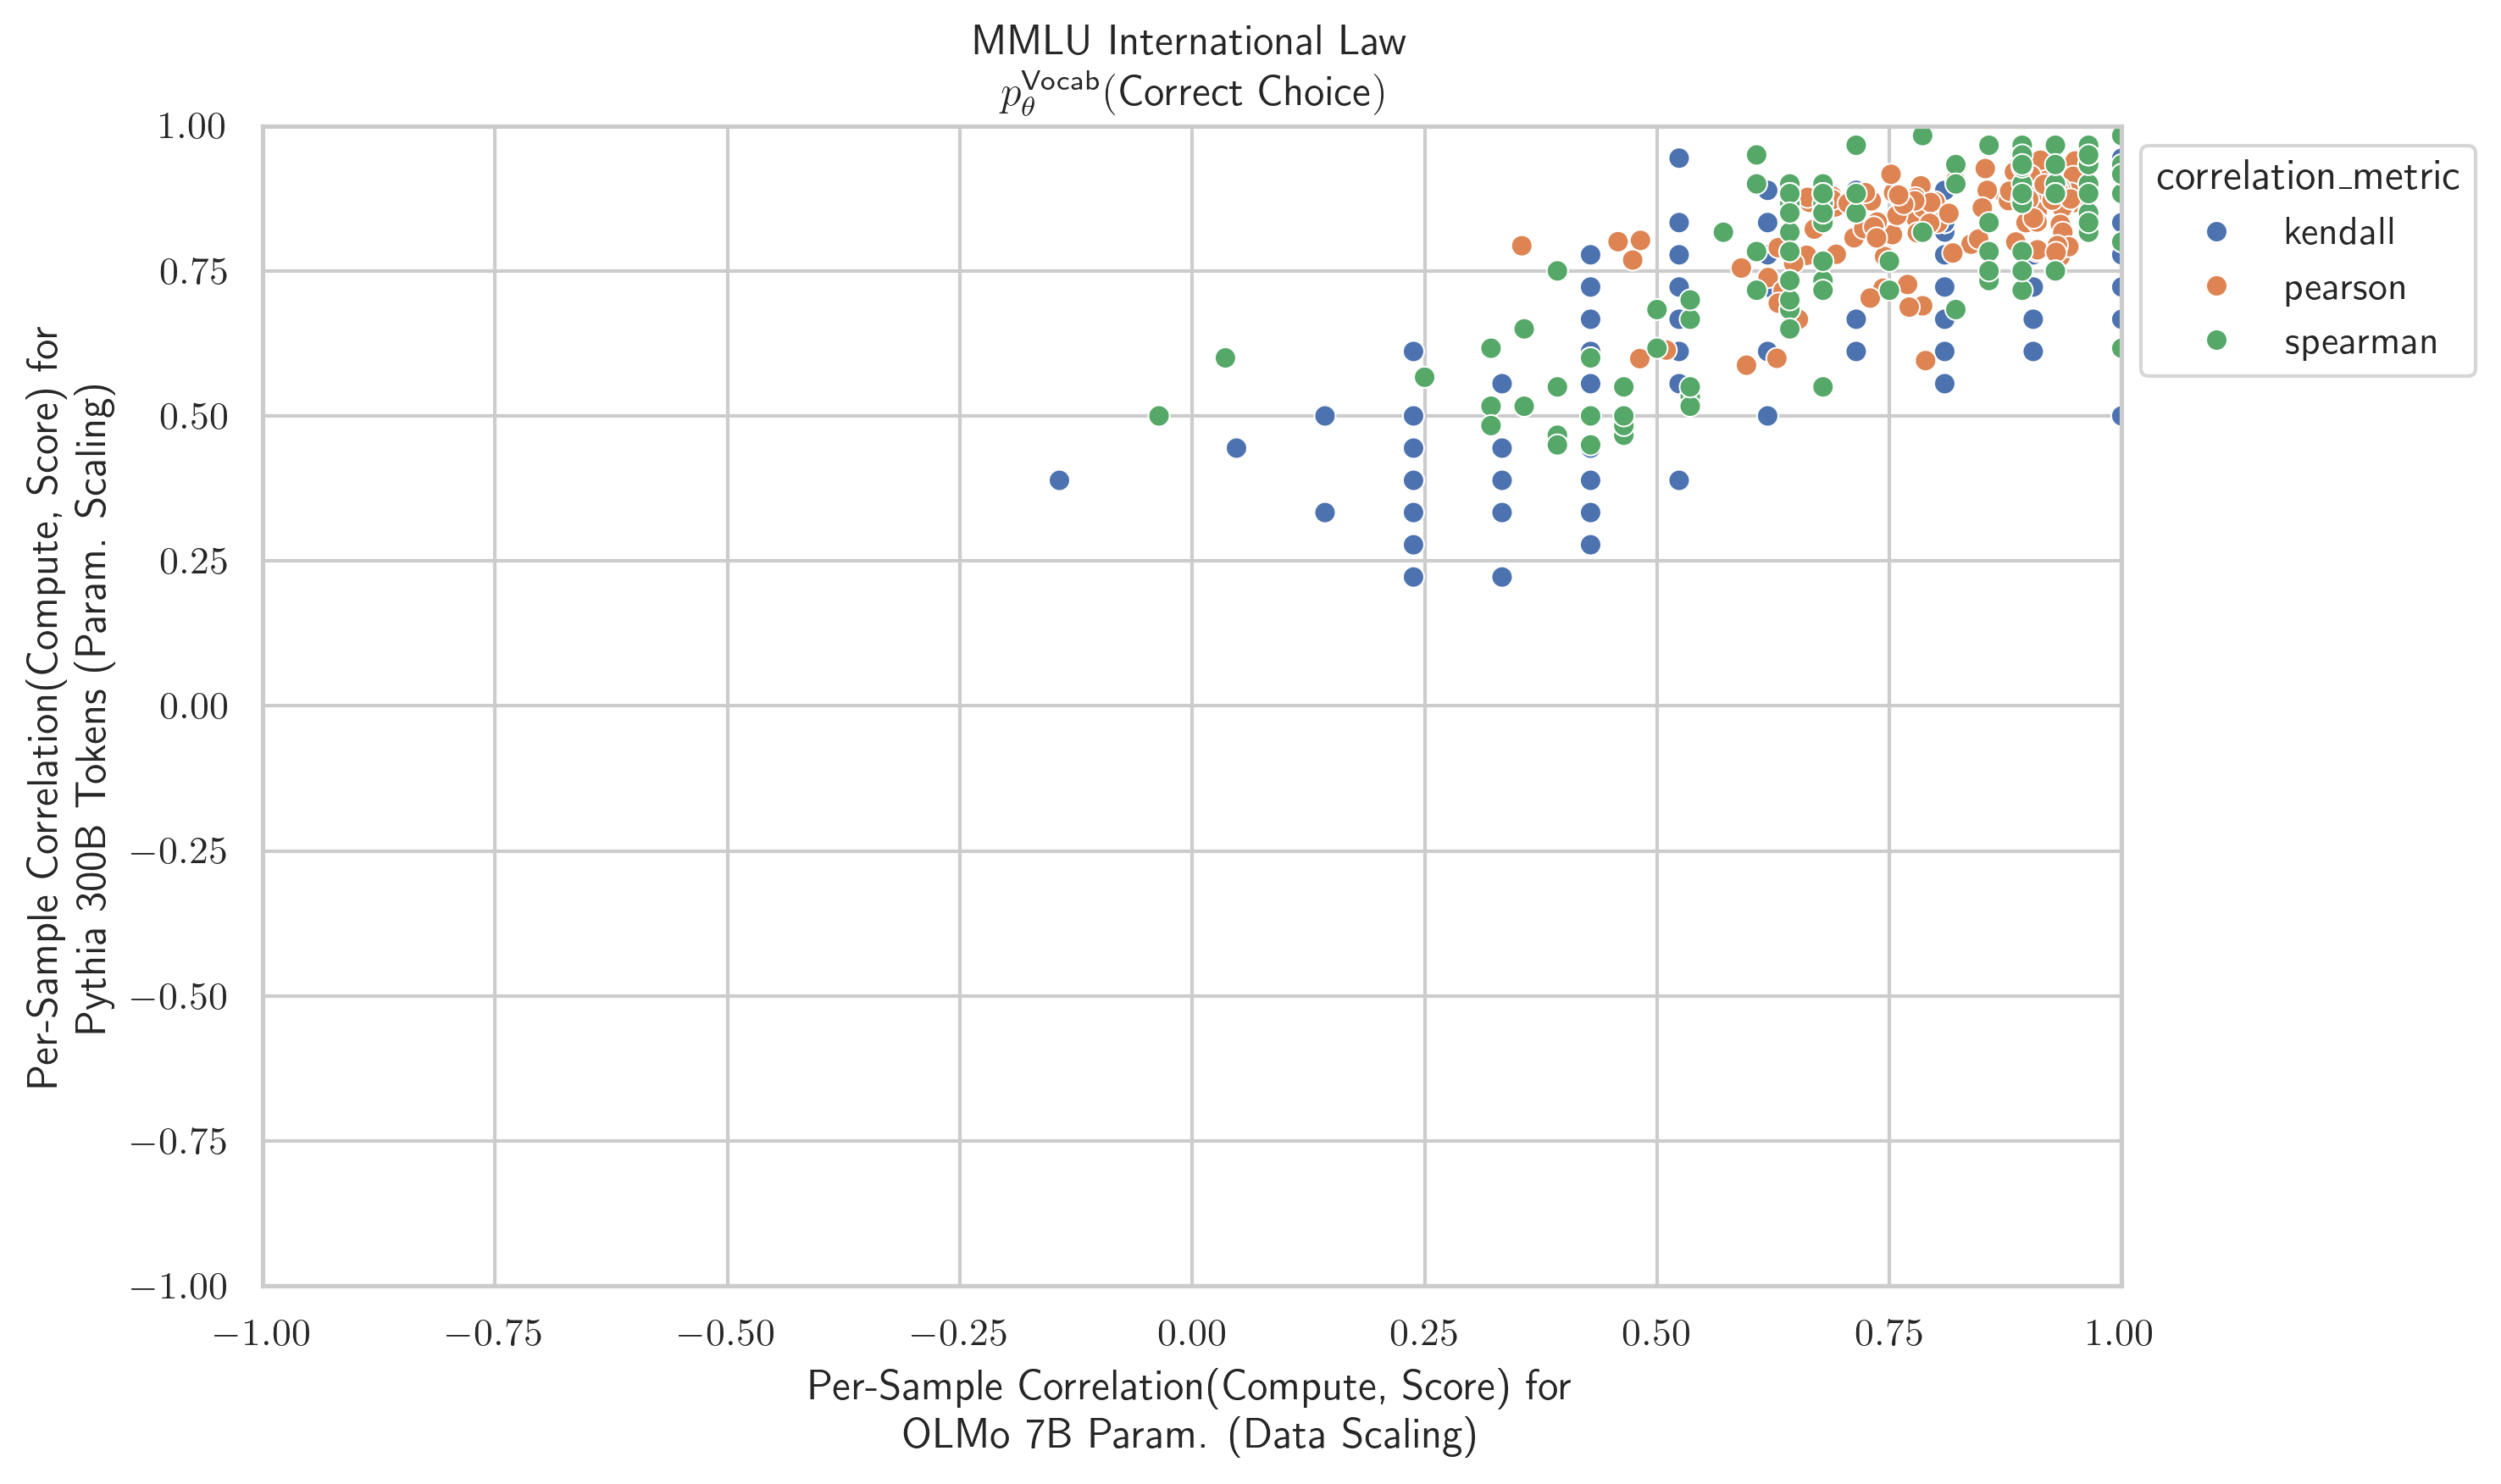 MMLU International Law
p_θ^Vocab(Correct Choice)
1.00
0.75
0.50
0.25
0.00
−0.25
−0.50
−0.75
−1.00
Per-Sample Correlation(Compute, Score) for
Pythia 300B Tokens (Param. Scaling)
−1.00
−0.75
−0.50
−0.25
0.00
0.25
0.50
0.75
1.00
Per-Sample Correlation(Compute, Score) for
OLMo 7B Param. (Data Scaling)
correlation_metric
kendall
pearson
spearman